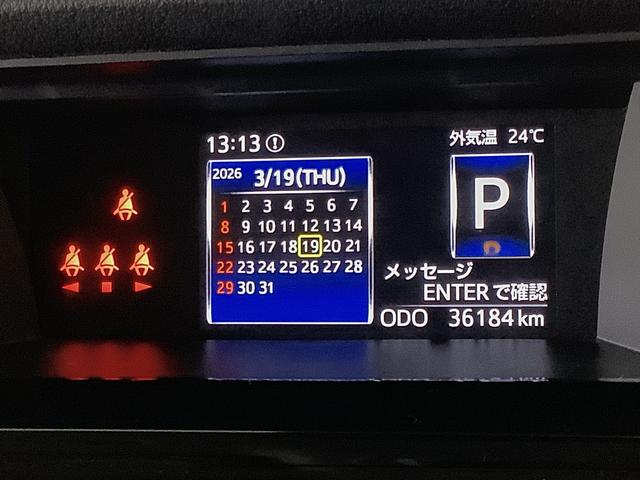 13:13
外気温 24℃
2026 3/19(THU)
1 2 3 4 5 6 7
8 9 10 11 12 13 14
15 16 17 18 19 20 21
22 23 24 25 26 27 28
29 30 31
P
D
メッセージ
ENTERで確認
ODO 36184 km